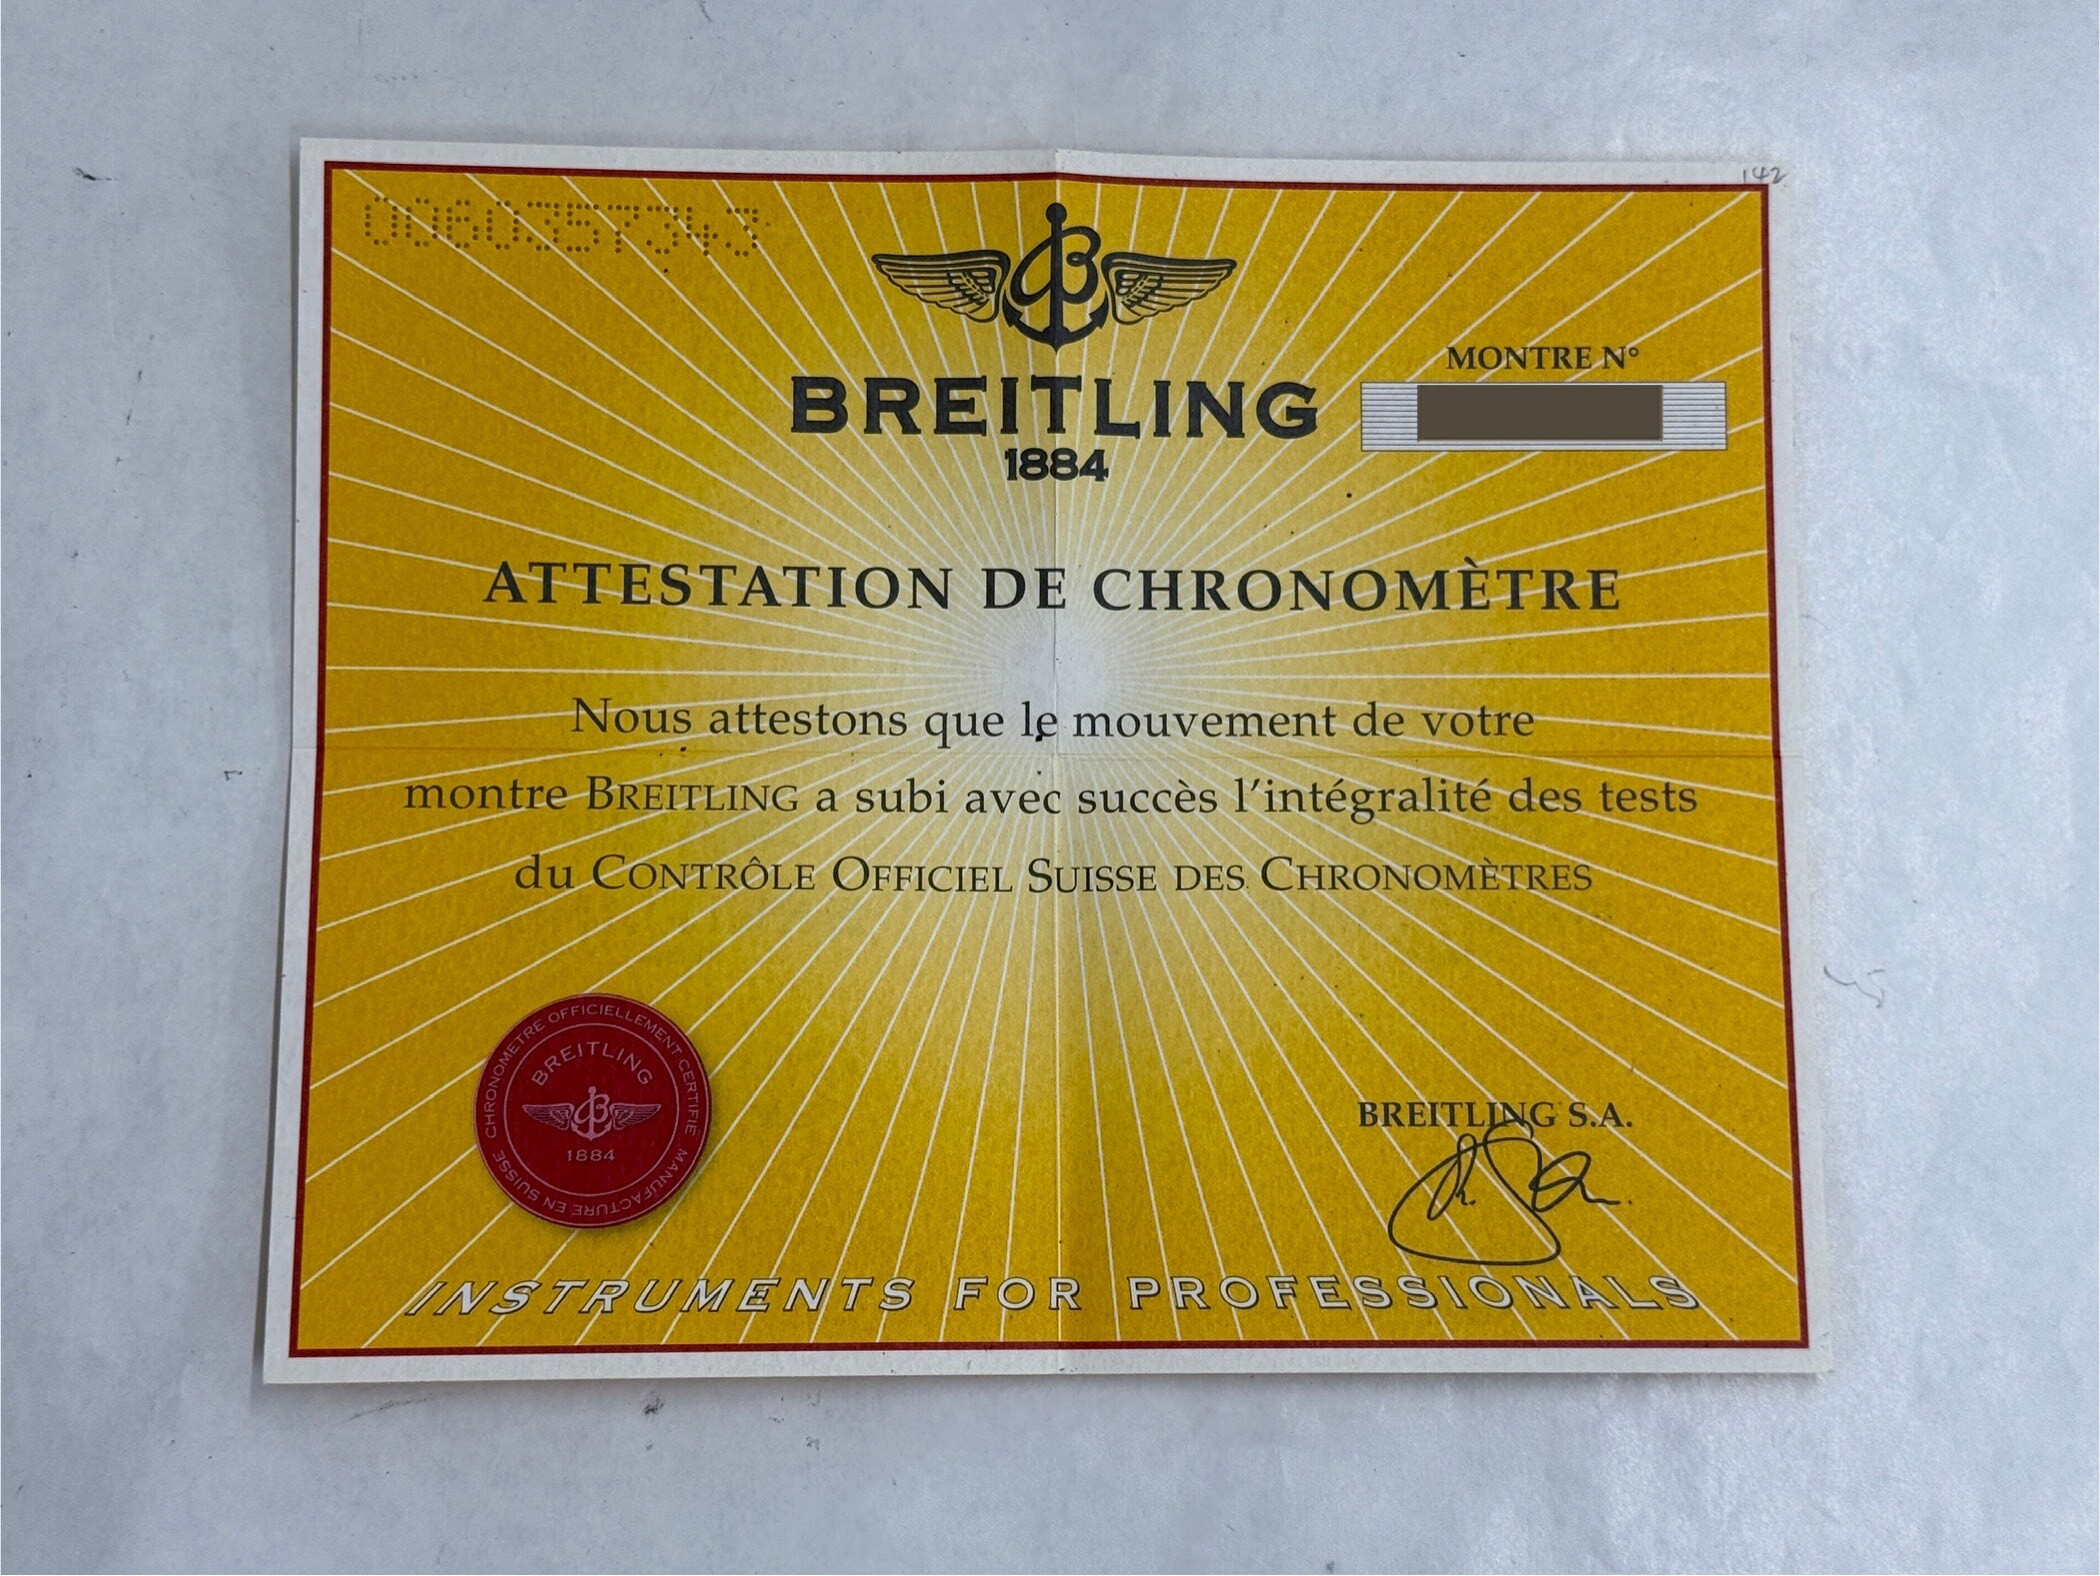 142
0060357343
BREITLING
1884
MONTRE N°
ATTESTATION DE CHRONOMÈTRE
Nous attestons que le mouvement de votre
montre BREITLING a subi avec succès l'intégralité des tests
du CONTRÔLE OFFICIEL SUISSE DES CHRONOMÈTRES
CHRONOMETRE OFFICIELLEMENT CERTIFIÉ MANUFACTURE EN SUISSE
BREITLING
1884
BREITLING S.A.
INSTRUMENTS FOR PROFESSIONALS